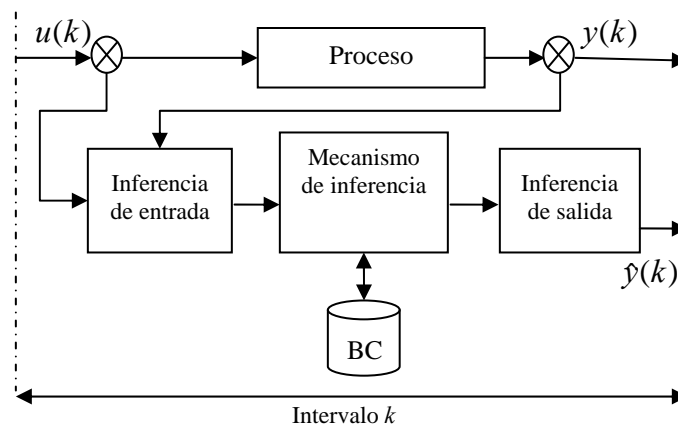 u(k)
Proceso
y(k)
Inferencia
de entrada
Mecanismo
de inferencia
Inferencia
de salida
ŷ(k)
BC
Intervalo k